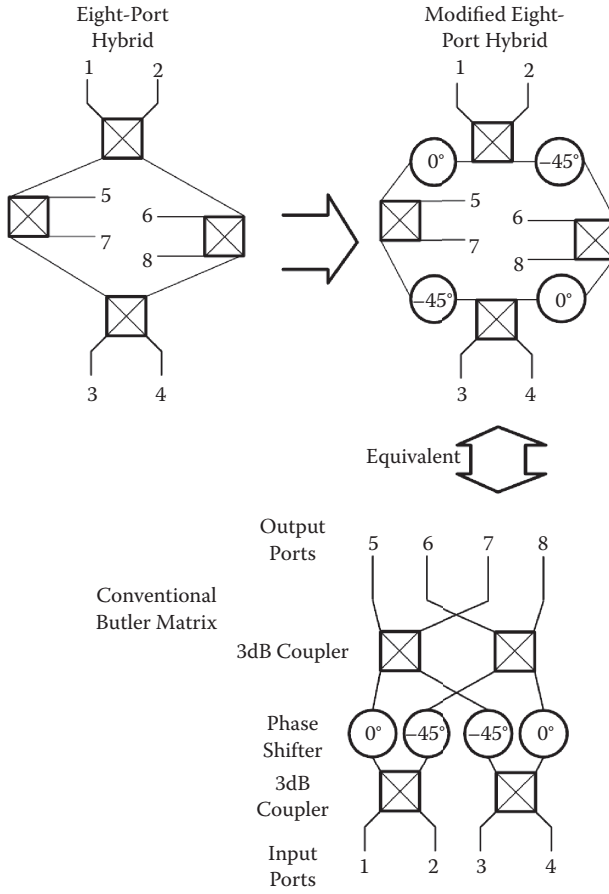 Eight-Port
Hybrid
1 2
5
6
7
8
3 4
Modified Eight-
Port Hybrid
1 2
0° –45°
5
6
7
8
–45° 0°
3 4
Equivalent
Output
Ports
5 6 7 8
Conventional
Butler Matrix
3dB Coupler
Phase
Shifter
0° –45° –45° 0°
3dB
Coupler
Input
Ports
1 2 3 4